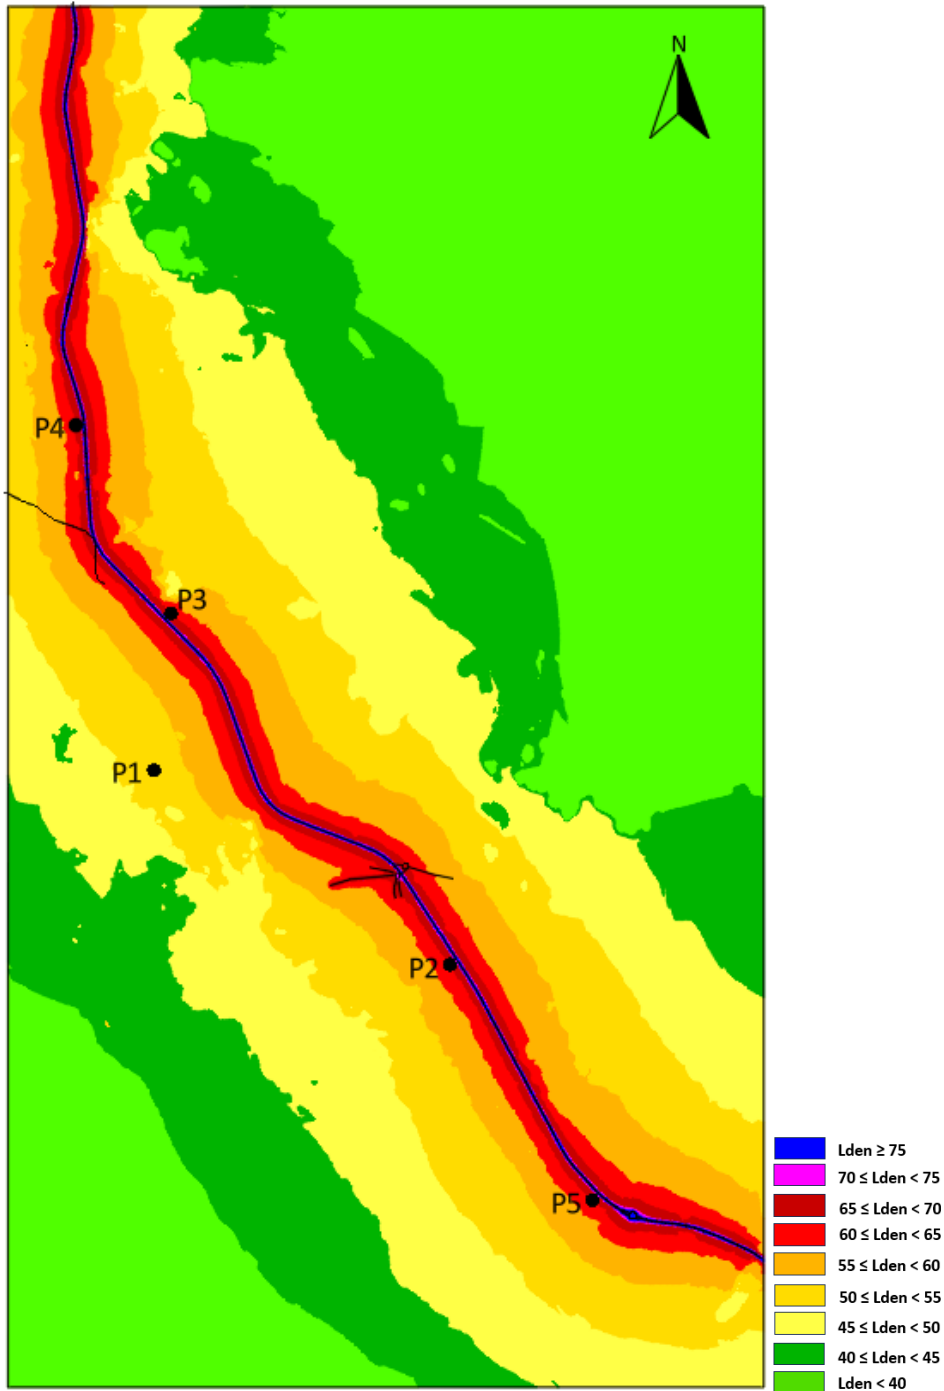 N
P4
P3
P1
P2
P5
Lden ≥ 75
70 ≤ Lden < 75
65 ≤ Lden < 70
60 ≤ Lden < 65
55 ≤ Lden < 60
50 ≤ Lden < 55
45 ≤ Lden < 50
40 ≤ Lden < 45
Lden < 40